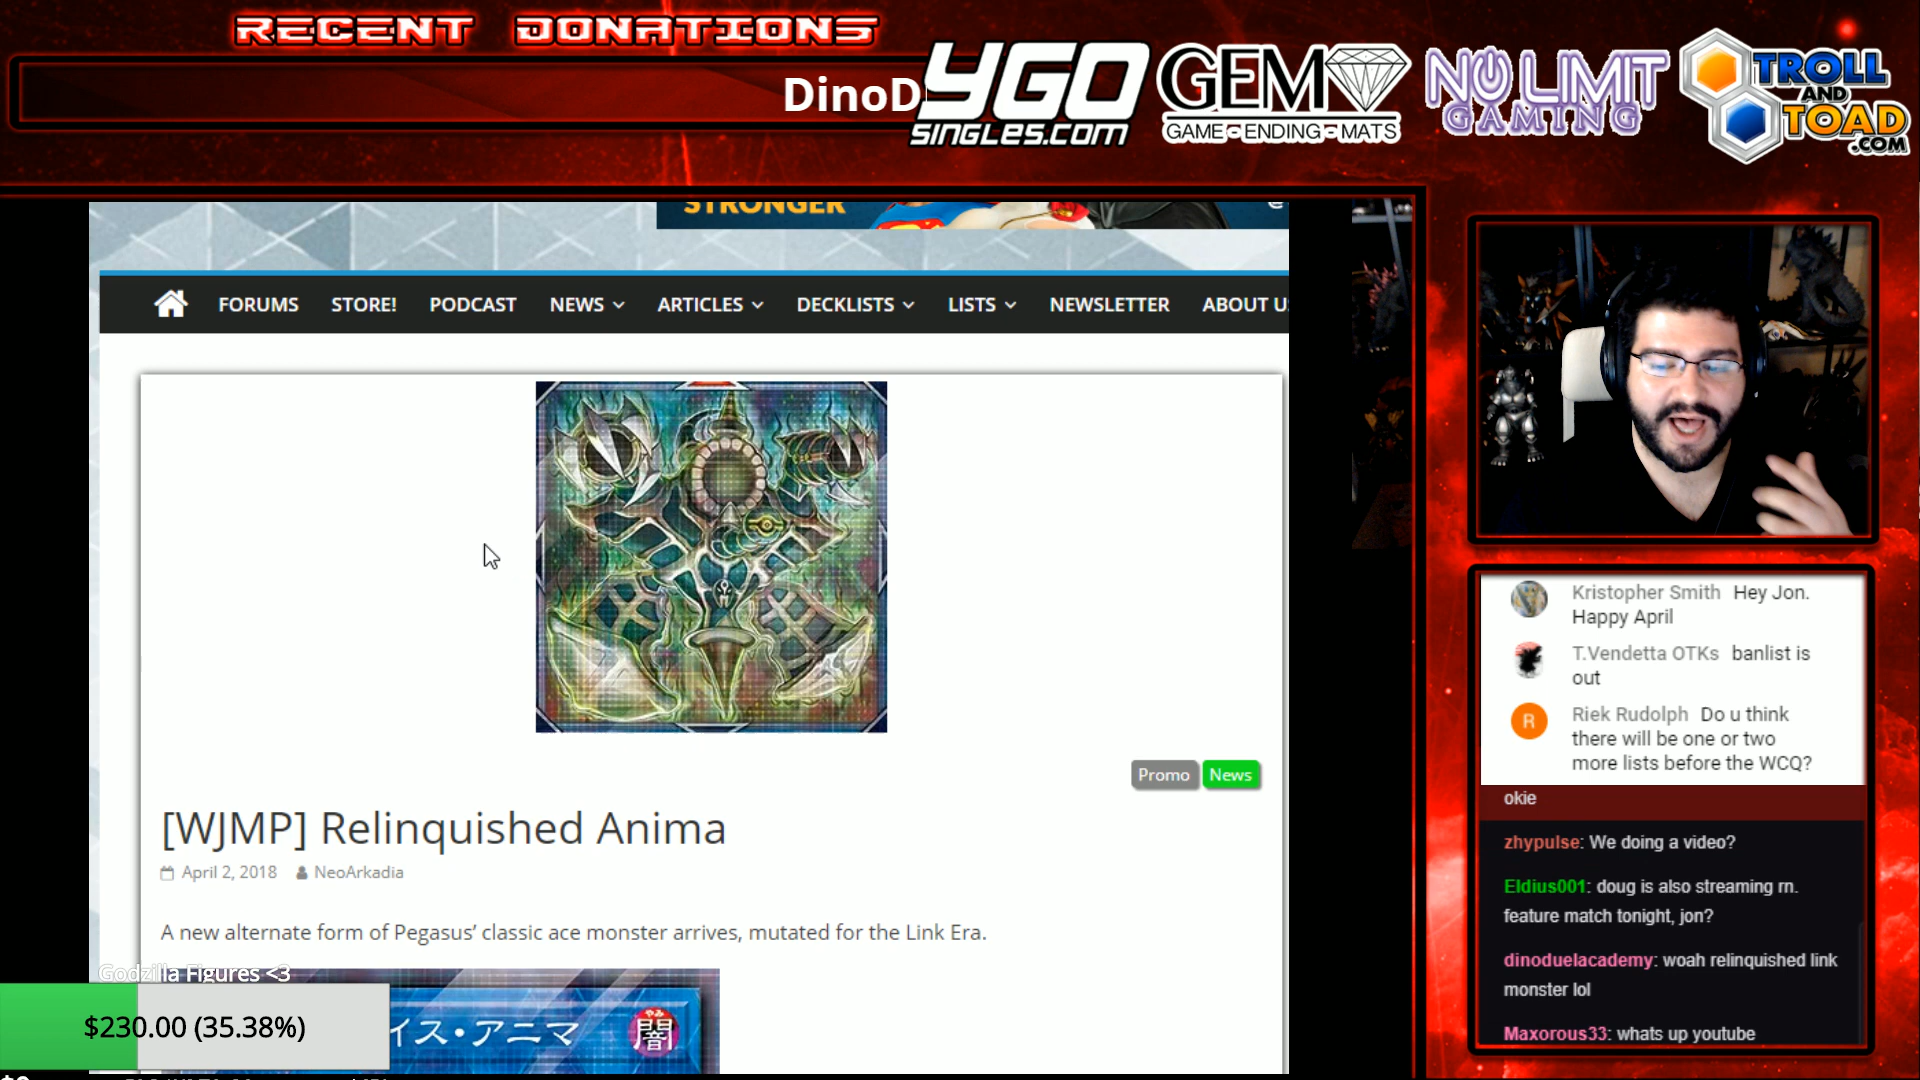 RECENT DONATIONS
DinoD
YGO
SINGLES.COM
GEM
GAME-ENDING-MATS
NO LIMIT
GAMING
TROLL
AND
TOAD
.COM
STRONGER
FORUMS STORE! PODCAST NEWS ARTICLES DECKLISTS LISTS NEWSLETTER ABOUT U
Promo News
[WJMP] Relinquished Anima
April 2, 2018 NeoArkadia
A new alternate form of Pegasus’ classic ace monster arrives, mutated for the Link Era.
Godzilla Figures <3
$230.00 (35.38%)
イス・アニマ
やみ
闇
Kristopher Smith Hey Jon.
Happy April
T.Vendetta OTKs banlist is
out
R
Riek Rudolph Do u think
there will be one or two
more lists before the WCQ?
okie
zhypulse: We doing a video?
Eldius001: doug is also streaming rn.
feature match tonight, jon?
dinoduelacademy: woah relinquished link
monster lol
Maxorous33: whats up youtube